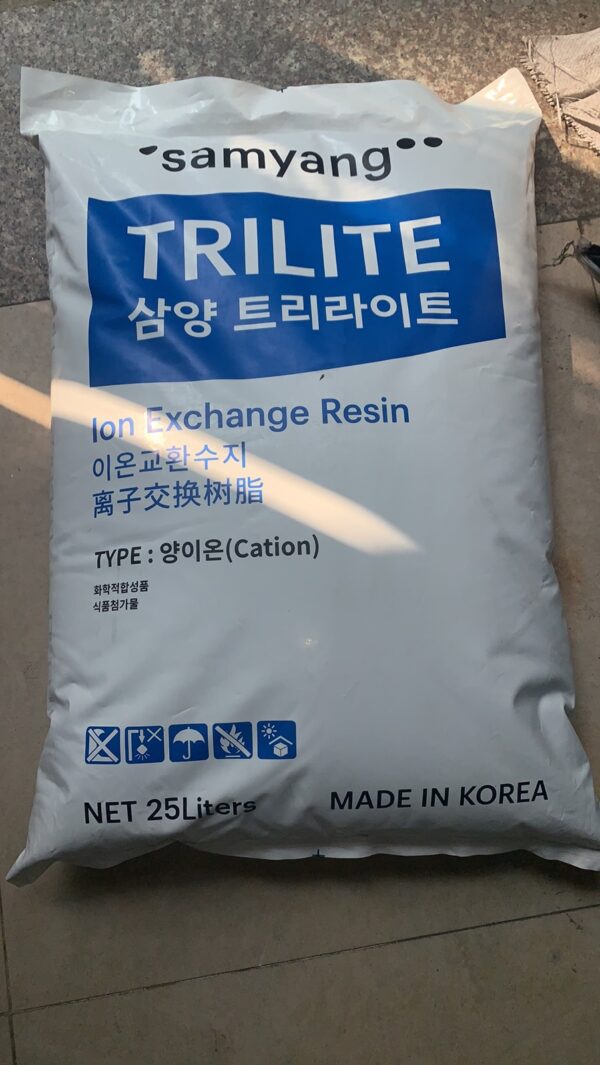 samyang
TRILITE
삼양 트리라이트
Ion Exchange Resin
이온교환수지
离子交换树脂
TYPE : 양이온(Cation)
화학적합성품
식품첨가물
NET 25Liters
MADE IN KOREA